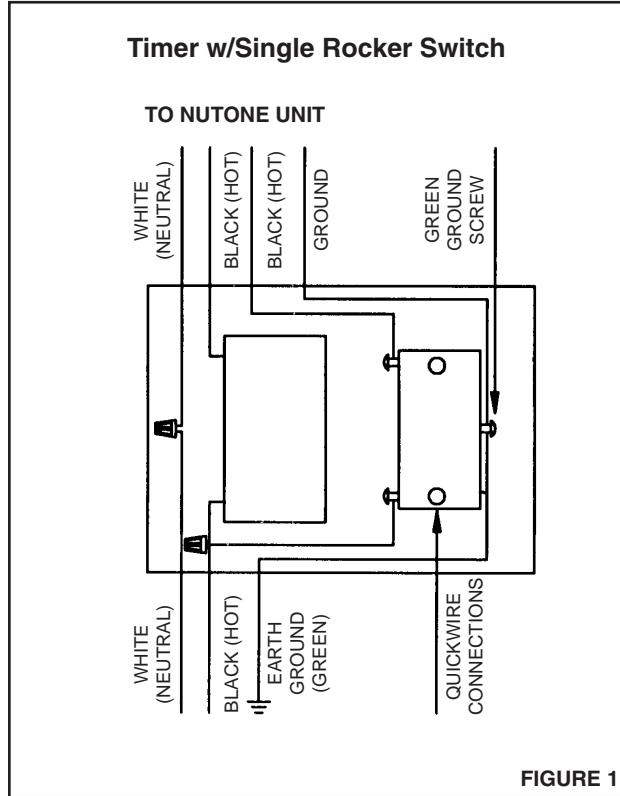 Timer w/Single Rocker Switch
TO NUTONE UNIT
WHITE
(NEUTRAL)
BLACK (HOT)
BLACK (HOT)
GROUND
GREEN
GROUND
SCREW
WHITE
(NEUTRAL)
BLACK (HOT)
EARTH
GROUND
(GREEN)
QUICKWIRE
CONNECTIONS
FIGURE 1